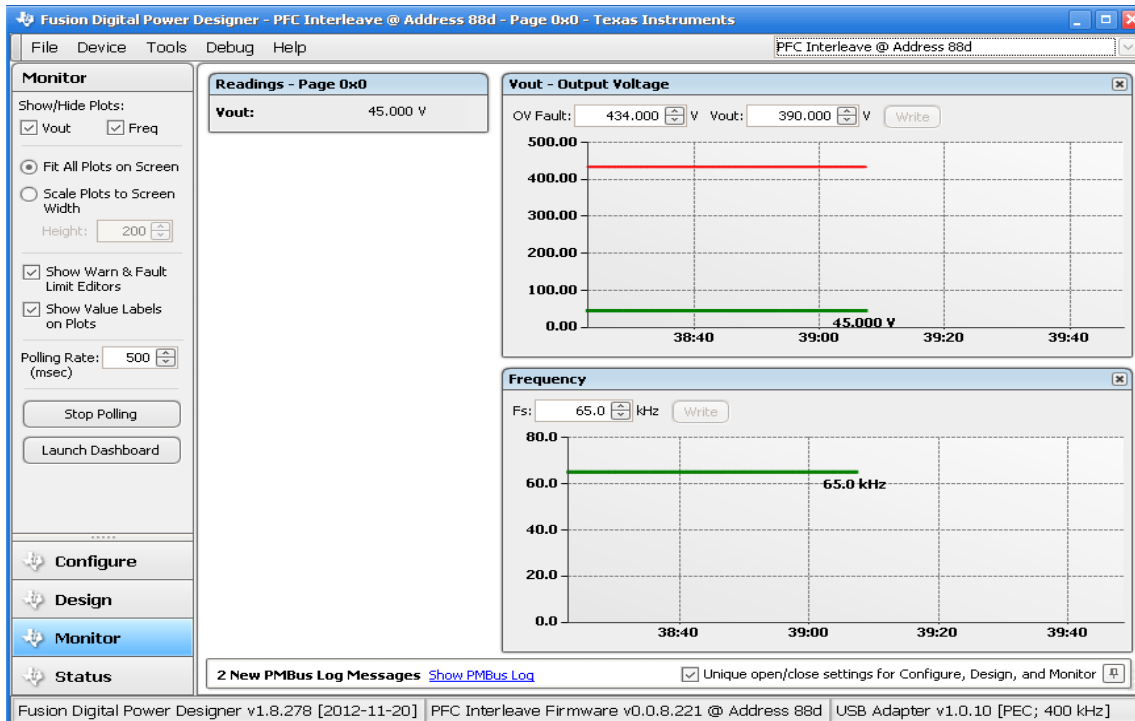 Fusion Digital Power Designer - PFC Interleave @ Address 88d - Page 0x0 - Texas Instruments
File Device Tools Debug Help
PFC Interleave @ Address 88d
Monitor
Show/Hide Plots:
Vout Freq
Fit All Plots on Screen
Scale Plots to Screen
Width
Height: 200
Show Warn & Fault
Limit Editors
Show Value Labels
on Plots
Polling Rate: 500
(msec)
Stop Polling
Launch Dashboard
Configure
Design
Monitor
Status
Readings - Page 0x0
Vout: 45.000 V
Vout - Output Voltage
OV Fault: 434.000 V Vout: 390.000 V Write
500.00
400.00
300.00
200.00
100.00
0.00
45.000 V
38:40 39:00 39:20 39:40
Frequency
Fs: 65.0 kHz Write
80.0
60.0
40.0
20.0
0.0
65.0 kHz
38:40 39:00 39:20 39:40
2 New PMBus Log Messages Show PMBus Log
Unique open/close settings for Configure, Design, and Monitor
Fusion Digital Power Designer v1.8.278 [2012-11-20] PFC Interleave Firmware v0.0.8.221 @ Address 88d USB Adapter v1.0.10 [PEC; 400 kHz]